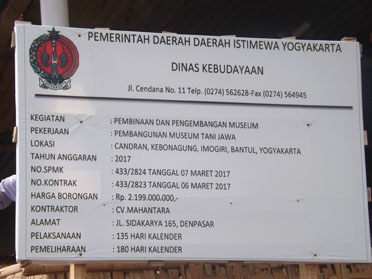 PEMERINTAH DAERAH DAERAH ISTIMEWA YOGYAKARTA
DINAS KEBUDAYAAN
Jl. Cendana No. 11 Telp. (0274) 562628-Fax (0274) 564945
KEGIATAN : PEMBINAAN DAN PENGEMBANGAN MUSEUM
PEKERJAAN : PEMBANGUNAN MUSEUM TANI JAWA
LOKASI : CANDRAN, KEBONAGUNG, IMOGIRI, BANTUL, YOGYAKARTA
TAHUN ANGGARAN : 2017
NO.SPMK : 433/2824 TANGGAL 07 MARET 2017
NO.KONTRAK : 433/2823 TANGGAL 06 MARET 2017
HARGA BORONGAN : Rp. 2.199.000.000,-
KONTRAKTOR : CV.MAHANTARA
ALAMAT : JL. SIDAKARYA 165, DENPASAR
PELAKSANAAN : 135 HARI KALENDER
PEMELIHARAAN : 180 HARI KALENDER